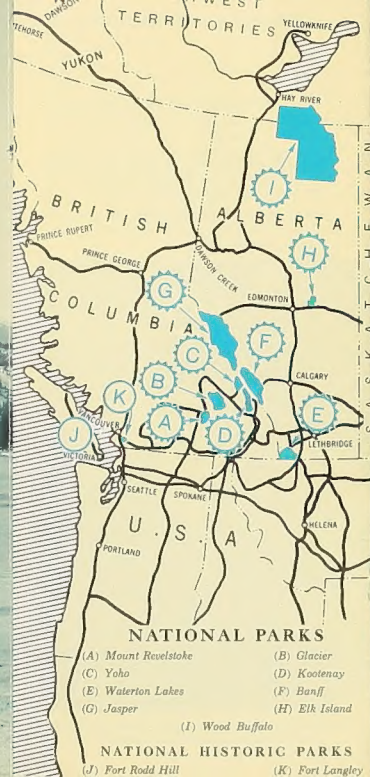 DAWSON
WEST
TERRITORIES
YELLOWKNIFE
YUKON
HAY RIVER
I
BRITISH
ALBERTA
PRINCE RUPERT
H
PRINCE GEORGE
DAWSON CREEK
G
EDMONTON
COLUMBIA
F
C
B
CALGARY
K
E
A
D
VANCOUVER
J
LETHBRIDGE
VICTORIA
SEATTLE
SPOKANE
U.S.A
HELENA
PORTLAND
NATIONAL PARKS
(A) Mount Revelstoke (B) Glacier
(C) Yoho (D) Kootenay
(E) Waterton Lakes (F) Banff
(G) Jasper (H) Elk Island
(I) Wood Buffalo
NATIONAL HISTORIC PARKS
(J) Fort Rodd Hill (K) Fort Langley